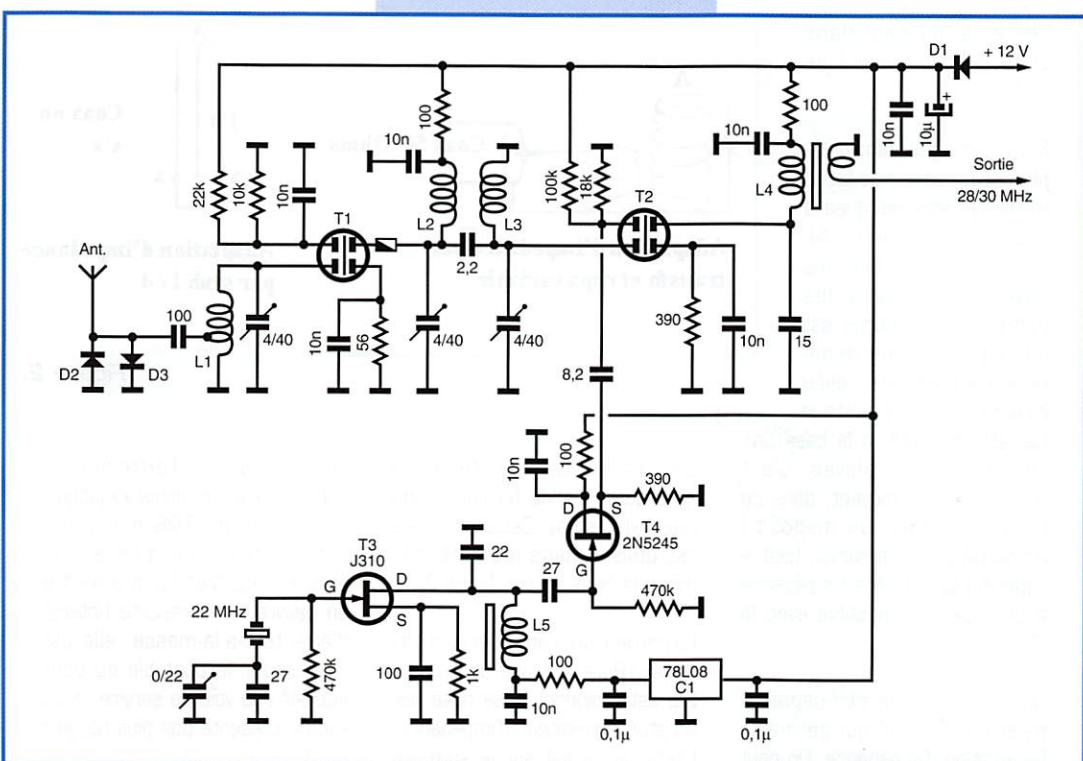 D1
+ 12 V
100
100
10n
10n
10n
10µ
+
Sortie
28/30 MHz
22k
10k
10n
L2
L3
100k
18k
L4
T1
T2
Ant.
2,2
100
4/40
10n
56
4/40
4/40
390
10n
15
L1
D2
D3
8,2
10n
100
390
D
S
T4
2N5245
G
22
T3
J310
D
27
G
S
22 MHz
470k
470k
L5
100
78L08
C1
0/22
27
100
1k
10n
0,1µ
0,1µ